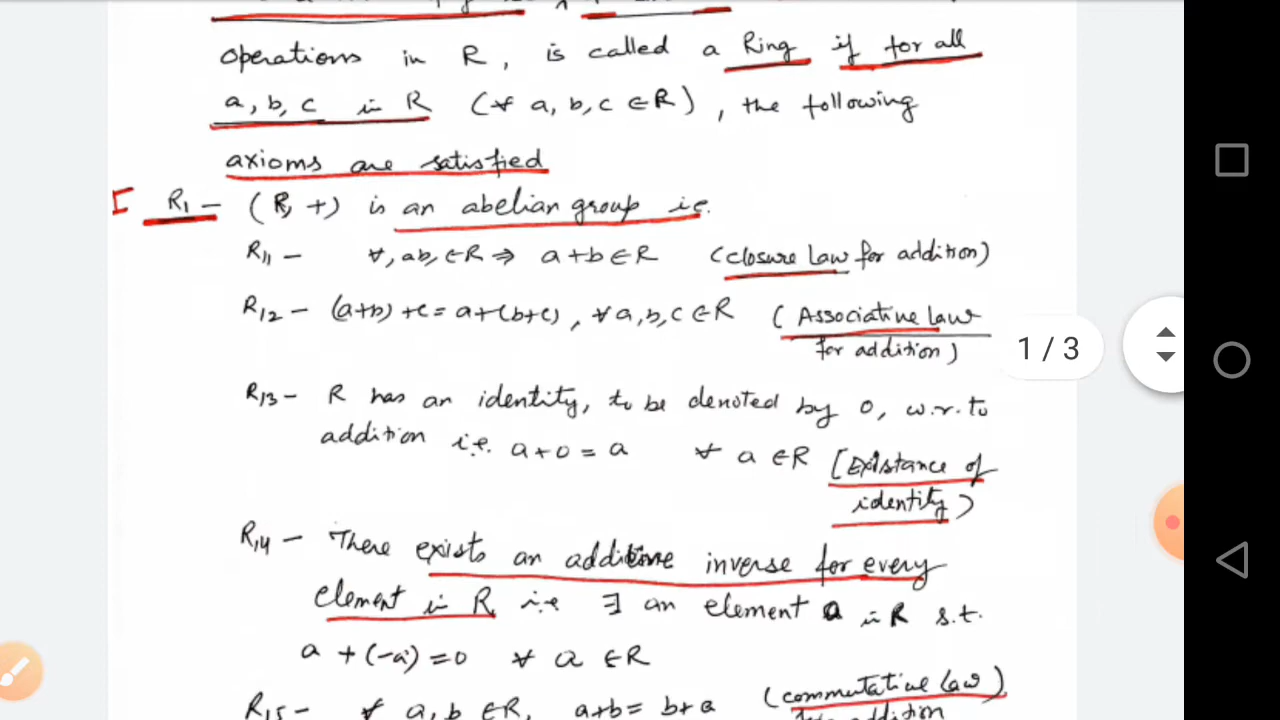 operations in R, is called a Ring if for all
a, b, c in R (∀ a, b, c ∈ R), the following
axioms are satisfied
I R₁ – (R, +) is an abelian group i.e.
R₁₁ – ∀, ab, ∈ R ⇒ a+b ∈ R (closure Law for addition)
R₁₂ – (a+b)+c = a+(b+c), ∀ a,b,c ∈ R (Associative law
for addition)
1 / 3
R₁₃ – R has an identity, to be denoted by 0, w.r.to
addition i.e. a+0 = a ∀ a ∈ R [Existance of
identity)
R₁₄ – There exists an additive inverse for every
element in R i.e ∃ an element a in R s.t.
a + (-a) = 0 ∀ a ∈ R
R₁₅ – ∀ a, b ∈ R, a+b = b+a (commutative law)
addition